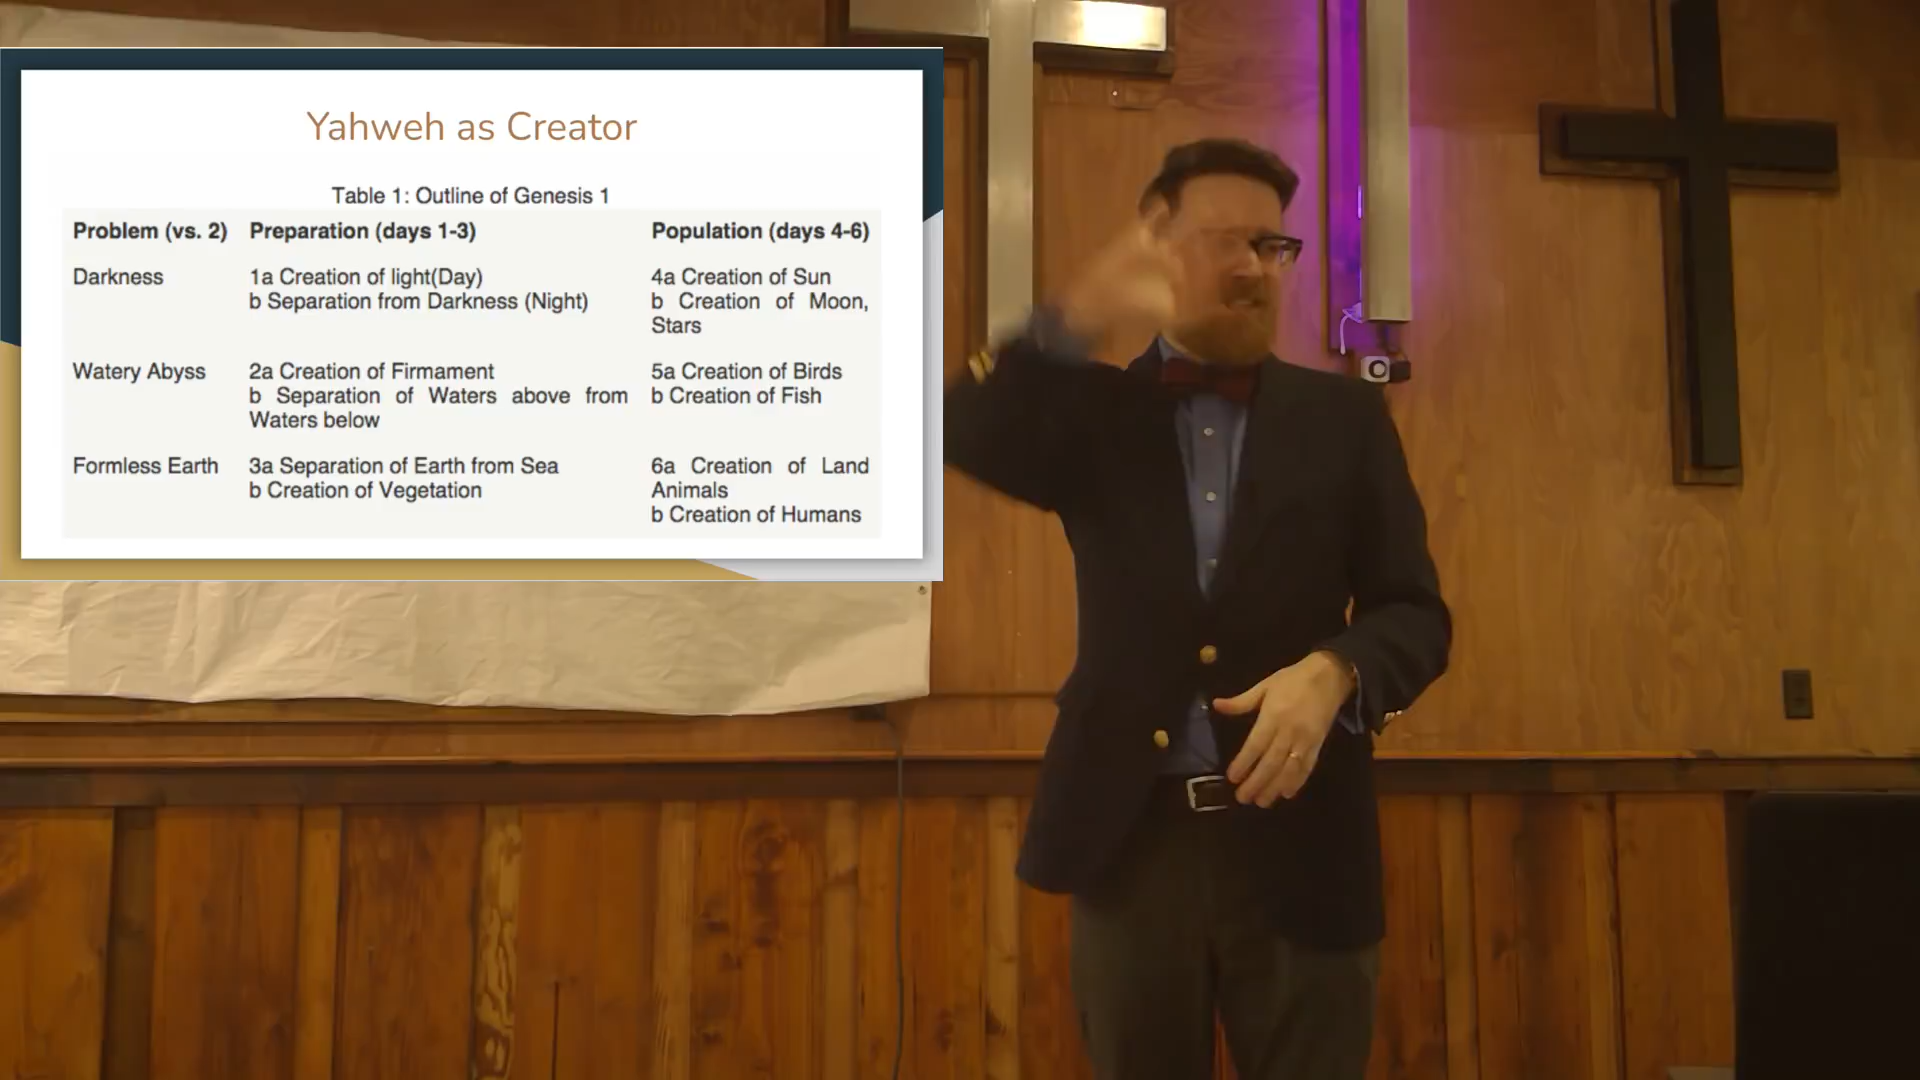 Yahweh as Creator
Table 1: Outline of Genesis 1
Problem (vs. 2) Preparation (days 1-3) Population (days 4-6)
Darkness 1a Creation of light(Day) 4a Creation of Sun
b Separation from Darkness (Night) b Creation of Moon,
Stars
Watery Abyss 2a Creation of Firmament 5a Creation of Birds
b Separation of Waters above from b Creation of Fish
Waters below
Formless Earth 3a Separation of Earth from Sea 6a Creation of Land
b Creation of Vegetation Animals
b Creation of Humans